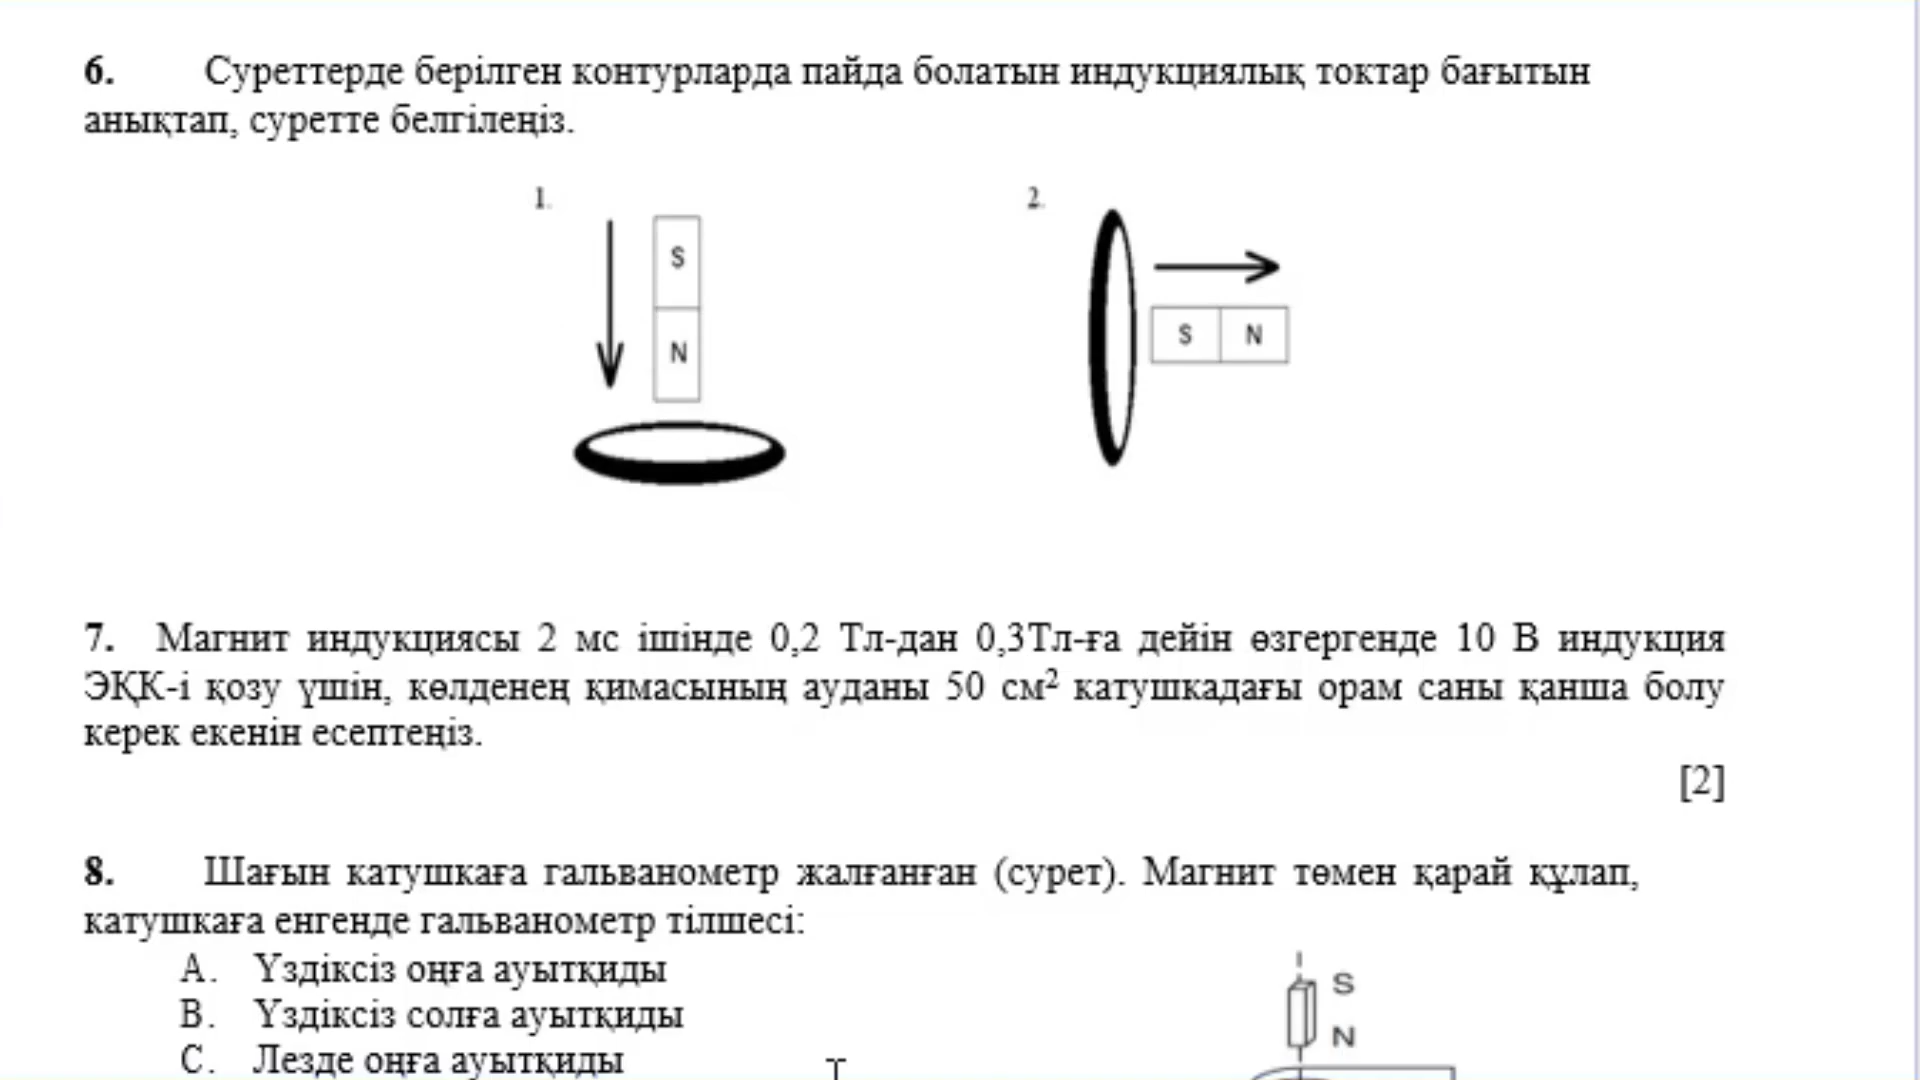 6. Суреттерде берілген контурларда пайда болатын индукциялық токтар бағытын
анықтап, суретте белгілеңіз.
1.
2.
S
N
S N
7. Магнит индукциясы 2 мс ішінде 0,2 Тл-дан 0,3Тл-ға дейін өзгергенде 10 В индукция
ЭҚК-і қозу үшін, көлденең қимасының ауданы 50 см² катушкадағы орам саны қанша болу
керек екенін есептеңіз.
[2]
8. Шағын катушкаға гальванометр жалғанған (сурет). Магнит төмен қарай құлап,
катушкаға енгенде гальванометр тілшесі:
A. Үздіксіз оңға ауытқиды
B. Үздіксіз солға ауытқиды
C. Лезде оңға ауытқиды
S
N